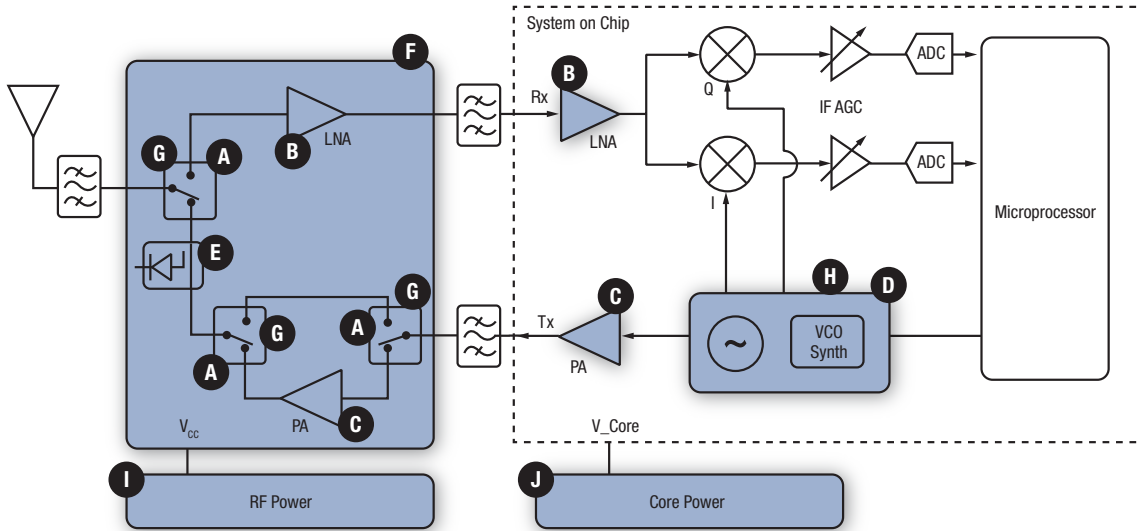 System on Chip
F
B
ADC
Rx
Q
LNA
IF AGC
B
LNA
G
A
ADC
I
Microprocessor
E
H
D
G
C
Tx
A
G
~
VCO
Synth
A
PA
C
PA
V_CC
V_Core
I
RF Power
J
Core Power